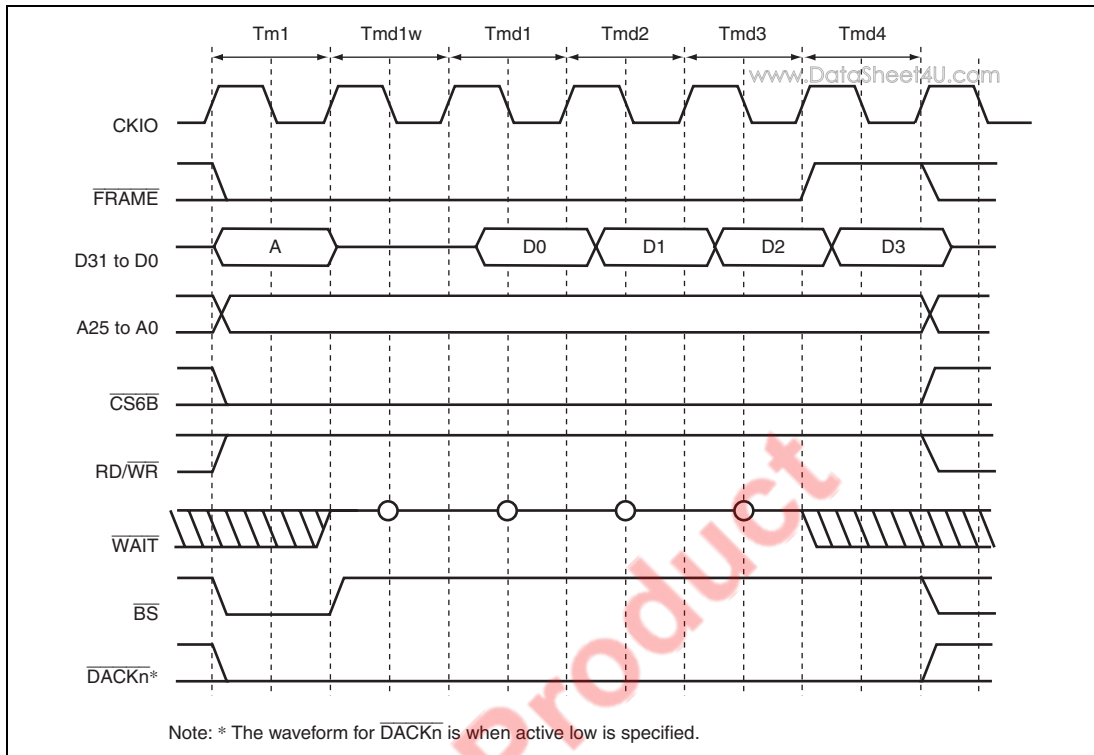 Tm1 Tmd1w Tmd1 Tmd2 Tmd3 Tmd4
www.DataSheet4U.com
CKIO
FRAME
D31 to D0 A D0 D1 D2 D3
A25 to A0
CS6B
RD/WR
WAIT
BS
DACKn*
Product
Note: * The waveform for DACKn is when active low is specified.